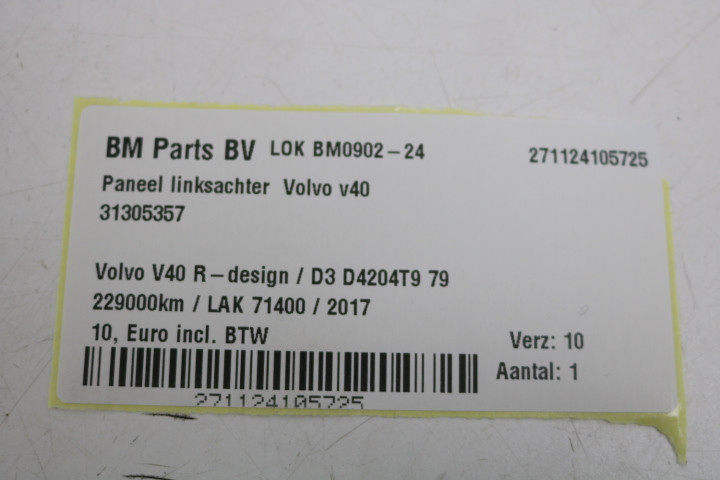 BM Parts BV LOK BM0902-24 271124105725
Paneel linksachter Volvo v40
31305357
Volvo V40 R-design / D3 D4204T9 79
229000km / LAK 71400 / 2017
10, Euro incl. BTW
Verz: 10
Aantal: 1
271124105725